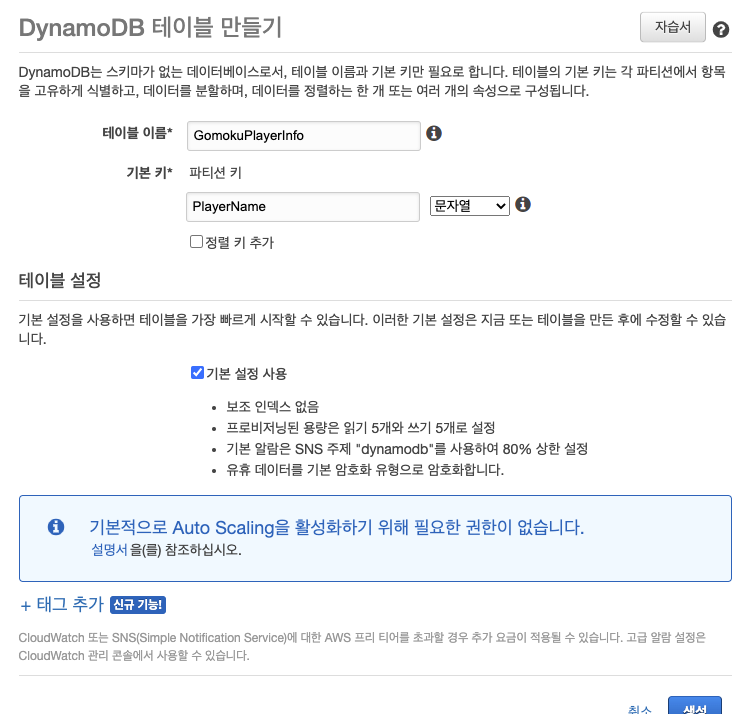 DynamoDB 테이블 만들기
자습서
DynamoDB는 스키마가 없는 데이터베이스로서, 테이블 이름과 기본 키만 필요로 합니다. 테이블의 기본 키는 각 파티션에서 항목
을 고유하게 식별하고, 데이터를 분할하며, 데이터를 정렬하는 한 개 또는 여러 개의 속성으로 구성됩니다.
테이블 이름* GomokuPlayerInfo
기본 키* 파티션 키
PlayerName 문자열
정렬 키 추가
테이블 설정
기본 설정을 사용하면 테이블을 가장 빠르게 시작할 수 있습니다. 이러한 기본 설정은 지금 또는 테이블을 만든 후에 수정할 수 있습
니다.
기본 설정 사용
• 보조 인덱스 없음
• 프로비저닝된 용량은 읽기 5개와 쓰기 5개로 설정
• 기본 알람은 SNS 주제 "dynamodb"를 사용하여 80% 상한 설정
• 유휴 데이터를 기본 암호화 유형으로 암호화합니다.
기본적으로 Auto Scaling을 활성화하기 위해 필요한 권한이 없습니다.
설명서을(를) 참조하십시오.
+ 태그 추가 신규 기능!
CloudWatch 또는 SNS(Simple Notification Service)에 대한 AWS 프리 티어를 초과할 경우 추가 요금이 적용될 수 있습니다. 고급 알람 설정은
CloudWatch 관리 콘솔에서 사용할 수 있습니다.
취소 생성